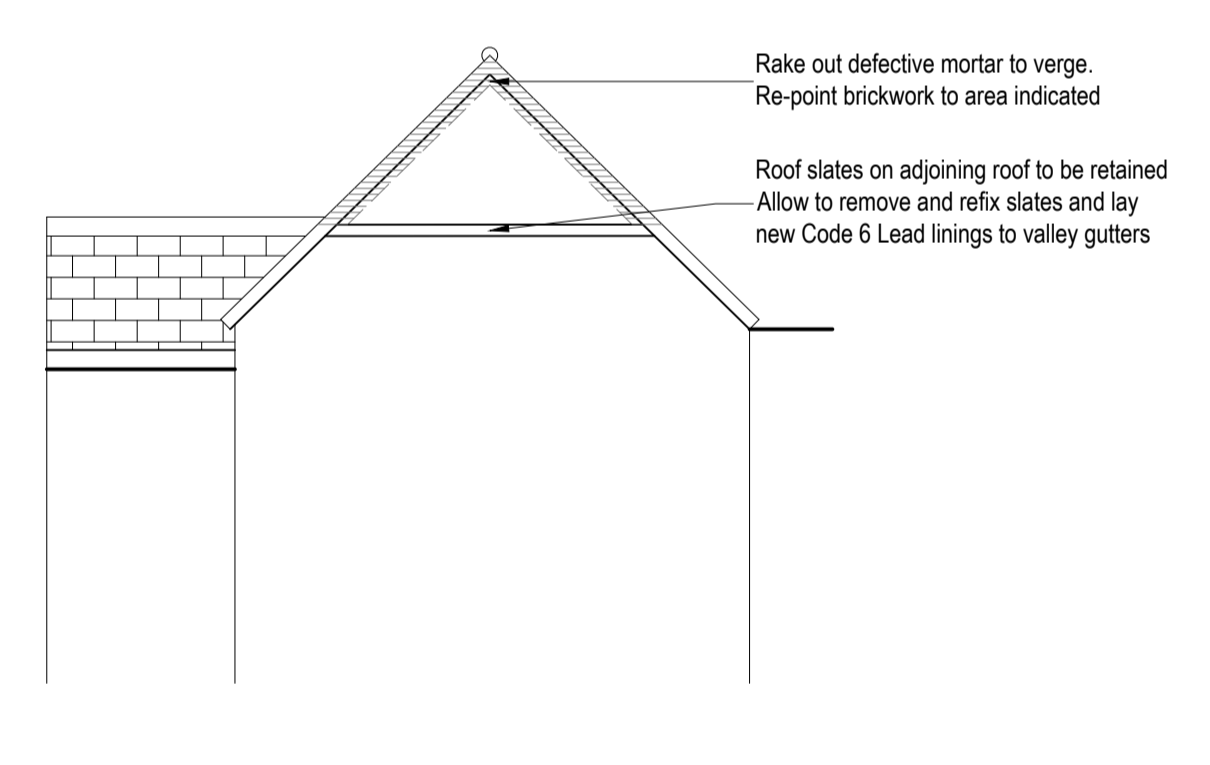 Rake out defective mortar to verge.
Re-point brickwork to area indicated
Roof slates on adjoining roof to be retained
Allow to remove and refix slates and lay
new Code 6 Lead linings to valley gutters